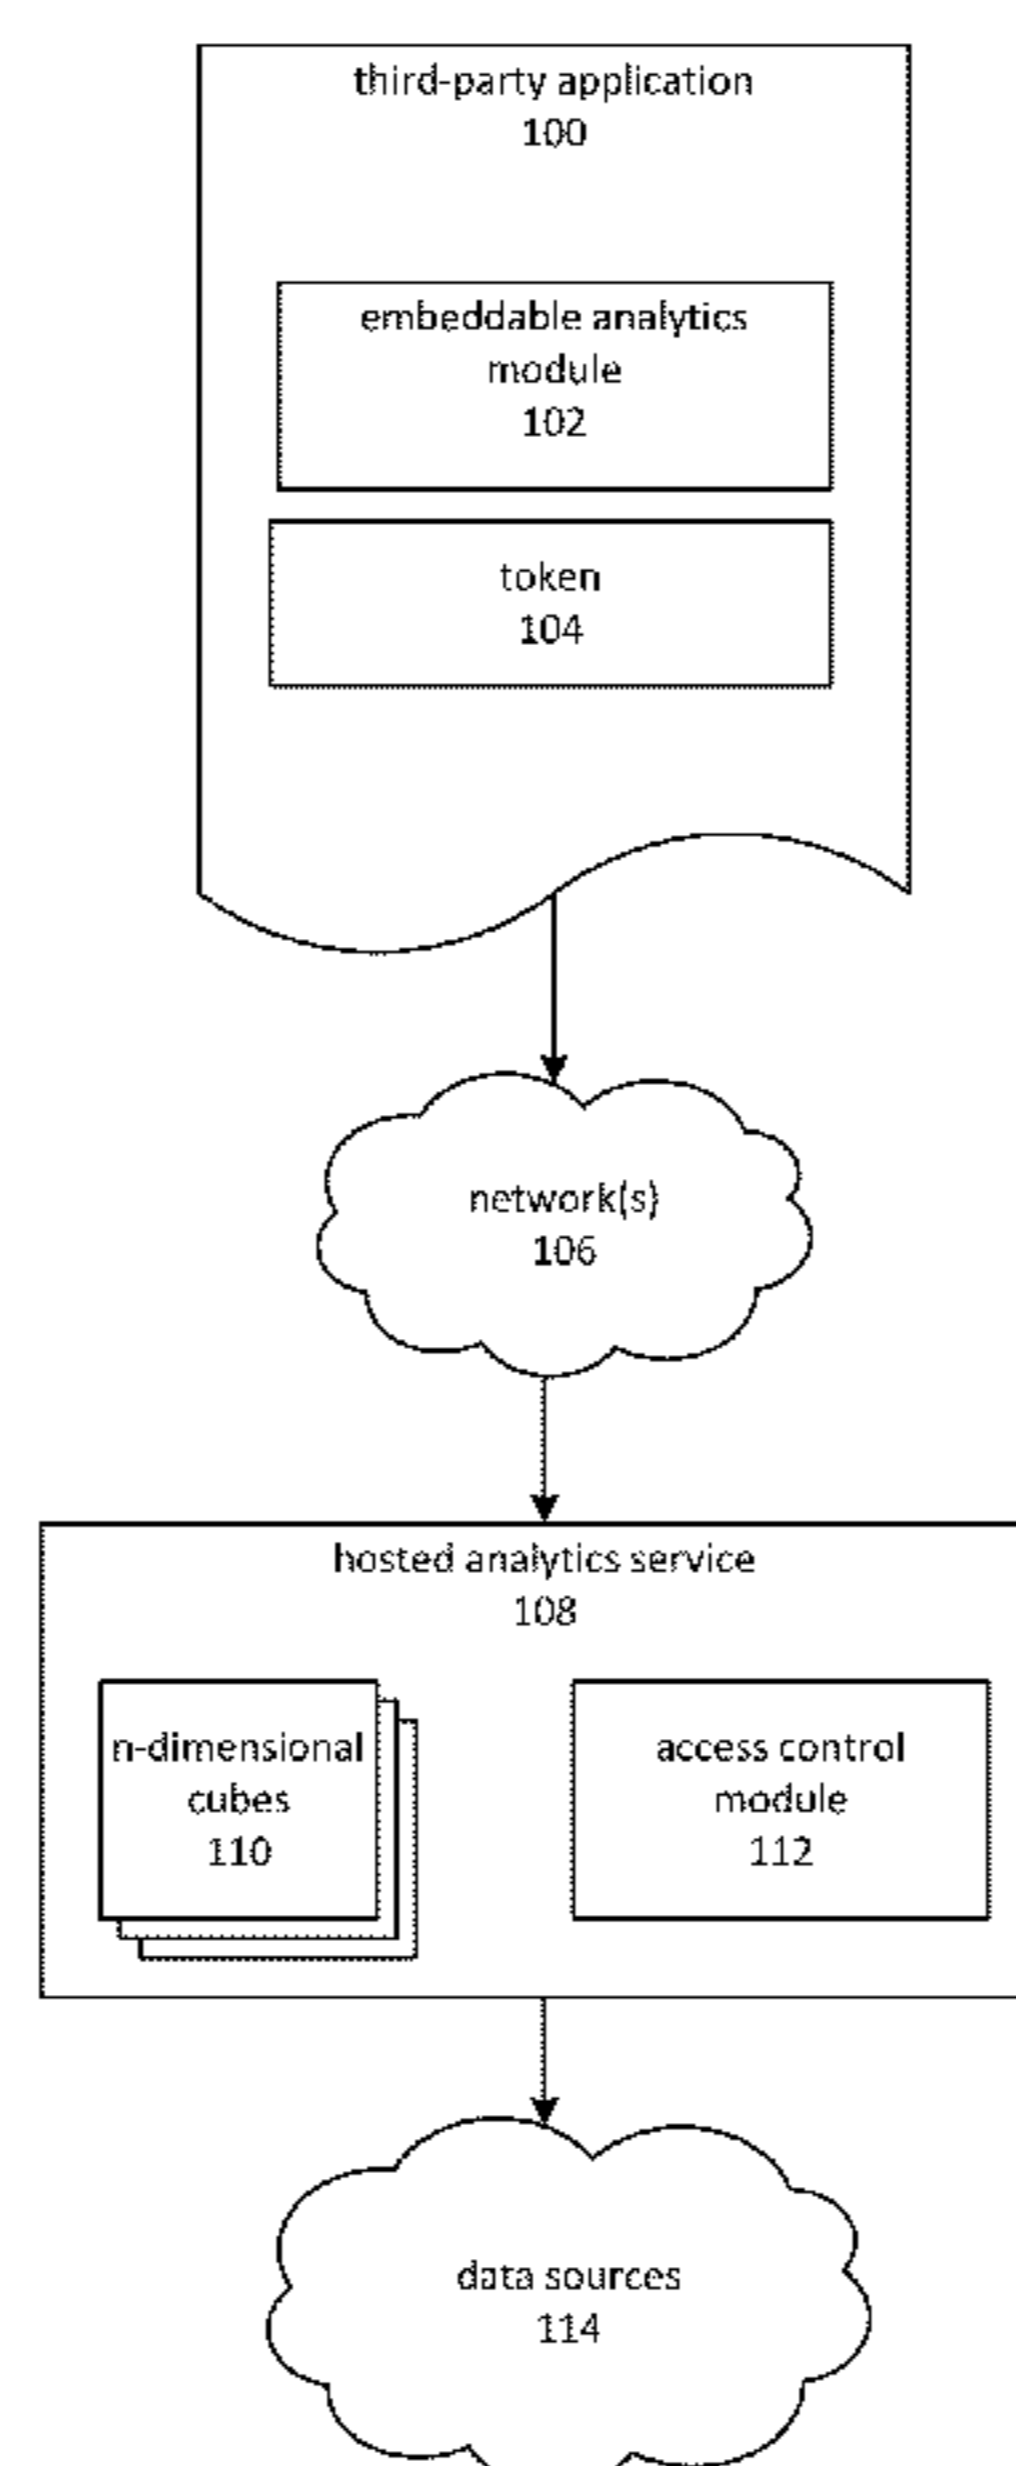 third-party application
100
embeddable analytics
module
102
token
104
network(s)
106
hosted analytics service
108
n-dimensional
cubes
110
access control
module
112
data sources
114